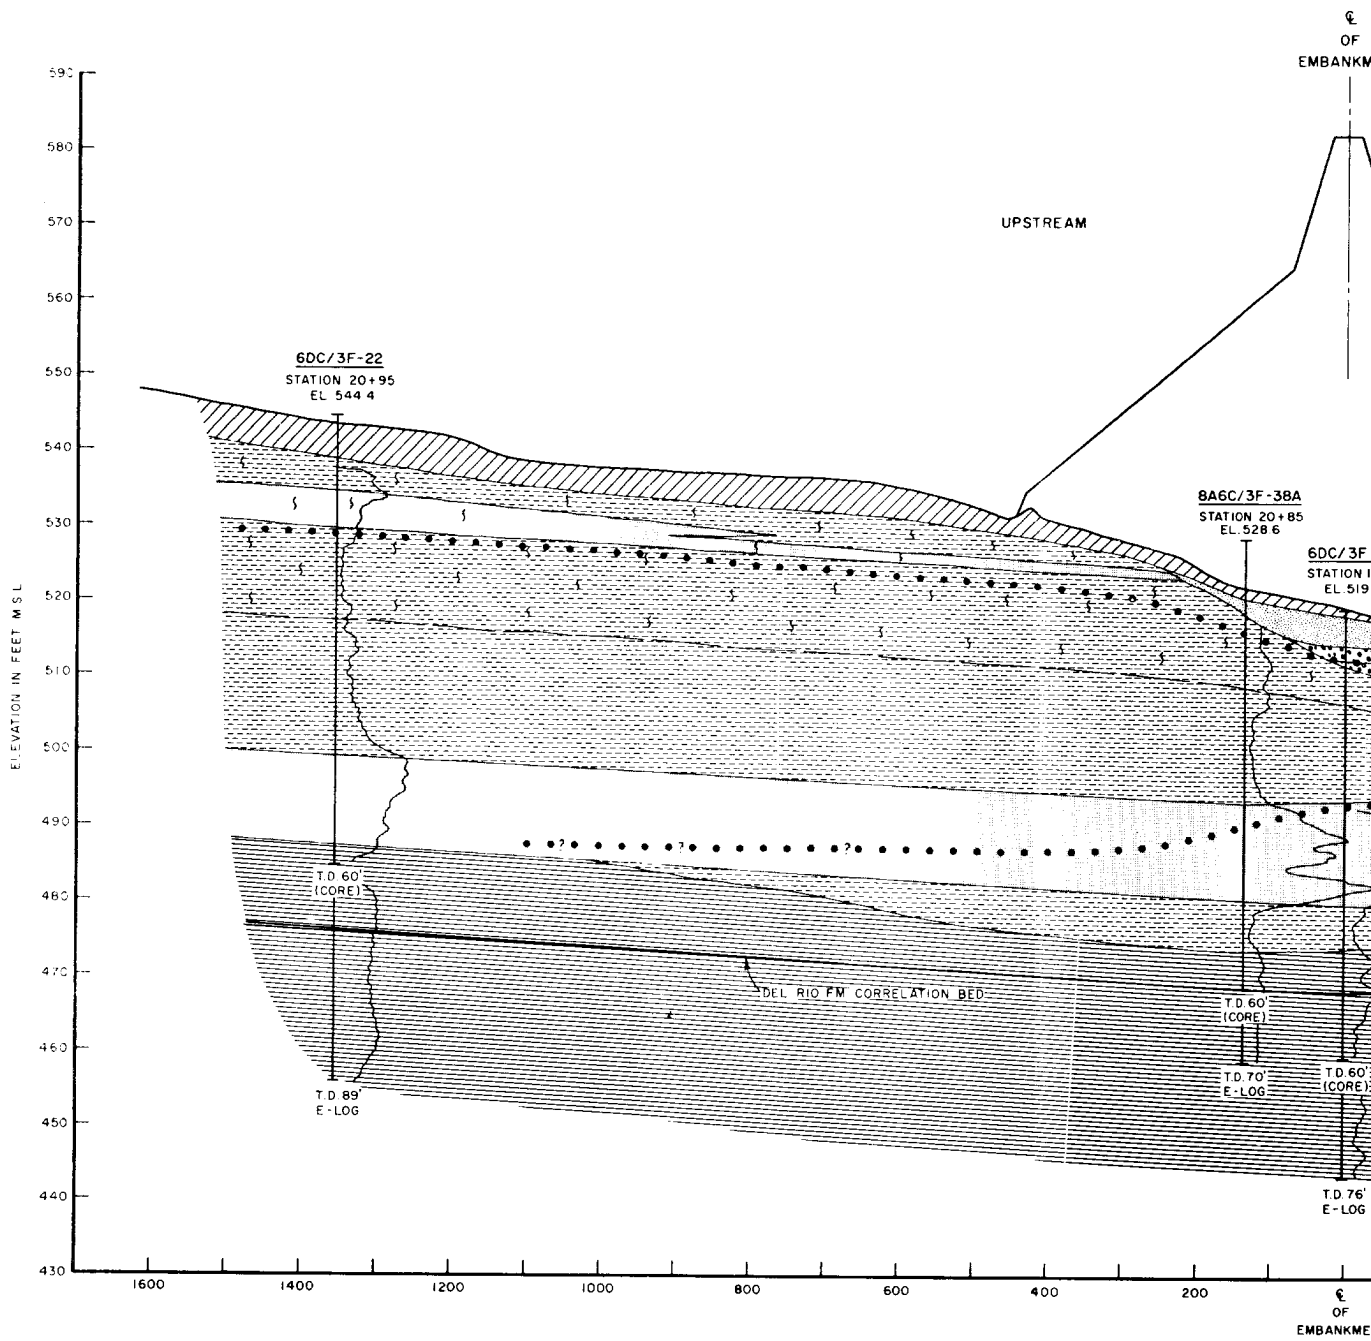 ℄
OF
EMBANKM
590
580
570
560
550
540
530
520
510
500
490
480
470
460
450
440
430
ELEVATION IN FEET M.S.L.
UPSTREAM
6DC/3F-22
STATION 20+95
EL. 544.4
8A6C/3F-38A
STATION 20+85
EL. 528.6
6DC/3F
STATION 1
EL. 519
?
?
?
T.D. 60'
(CORE)
DEL RIO FM CORRELATION BED
T.D. 60'
(CORE)
T.D. 89'
E-LOG
T.D. 70'
E-LOG
T.D. 60'
(CORE)
T.D. 76'
E-LOG
1600
1400
1200
1000
800
600
400
200
℄
OF
EMBANKME